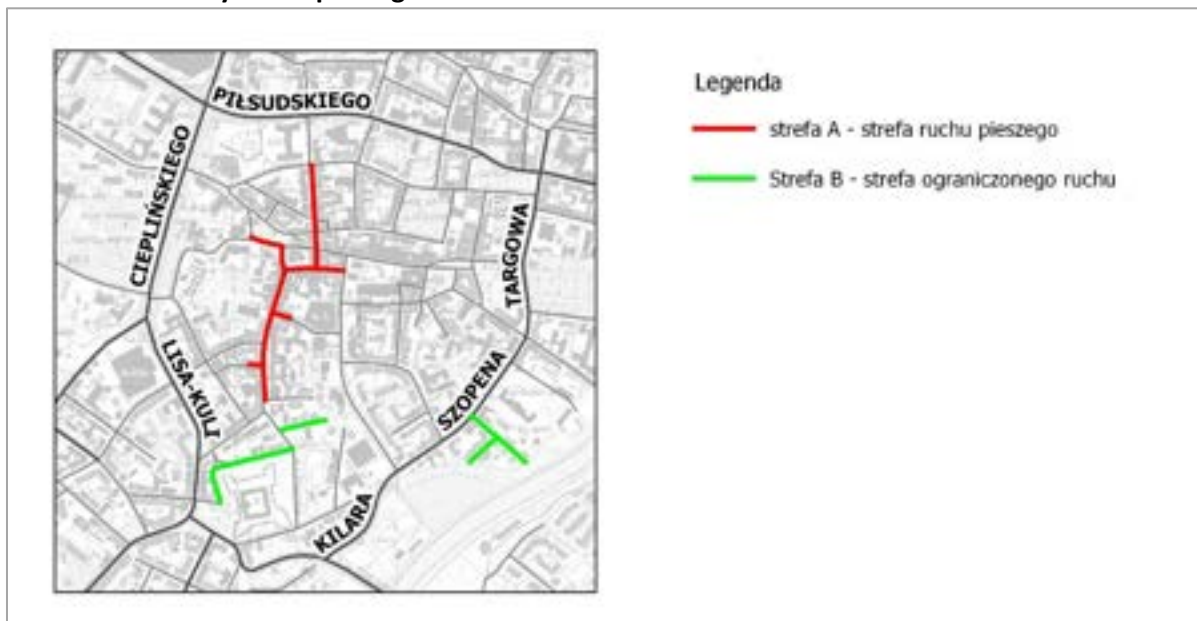 PIŁSUDSKIEGO
CIEPLIŃSKIEGO
TARGOWA
LISA-KULI
SZOPENA
KILARA
Legenda
strefa A - strefa ruchu pieszego
Strefa B - strefa ograniczonego ruchu